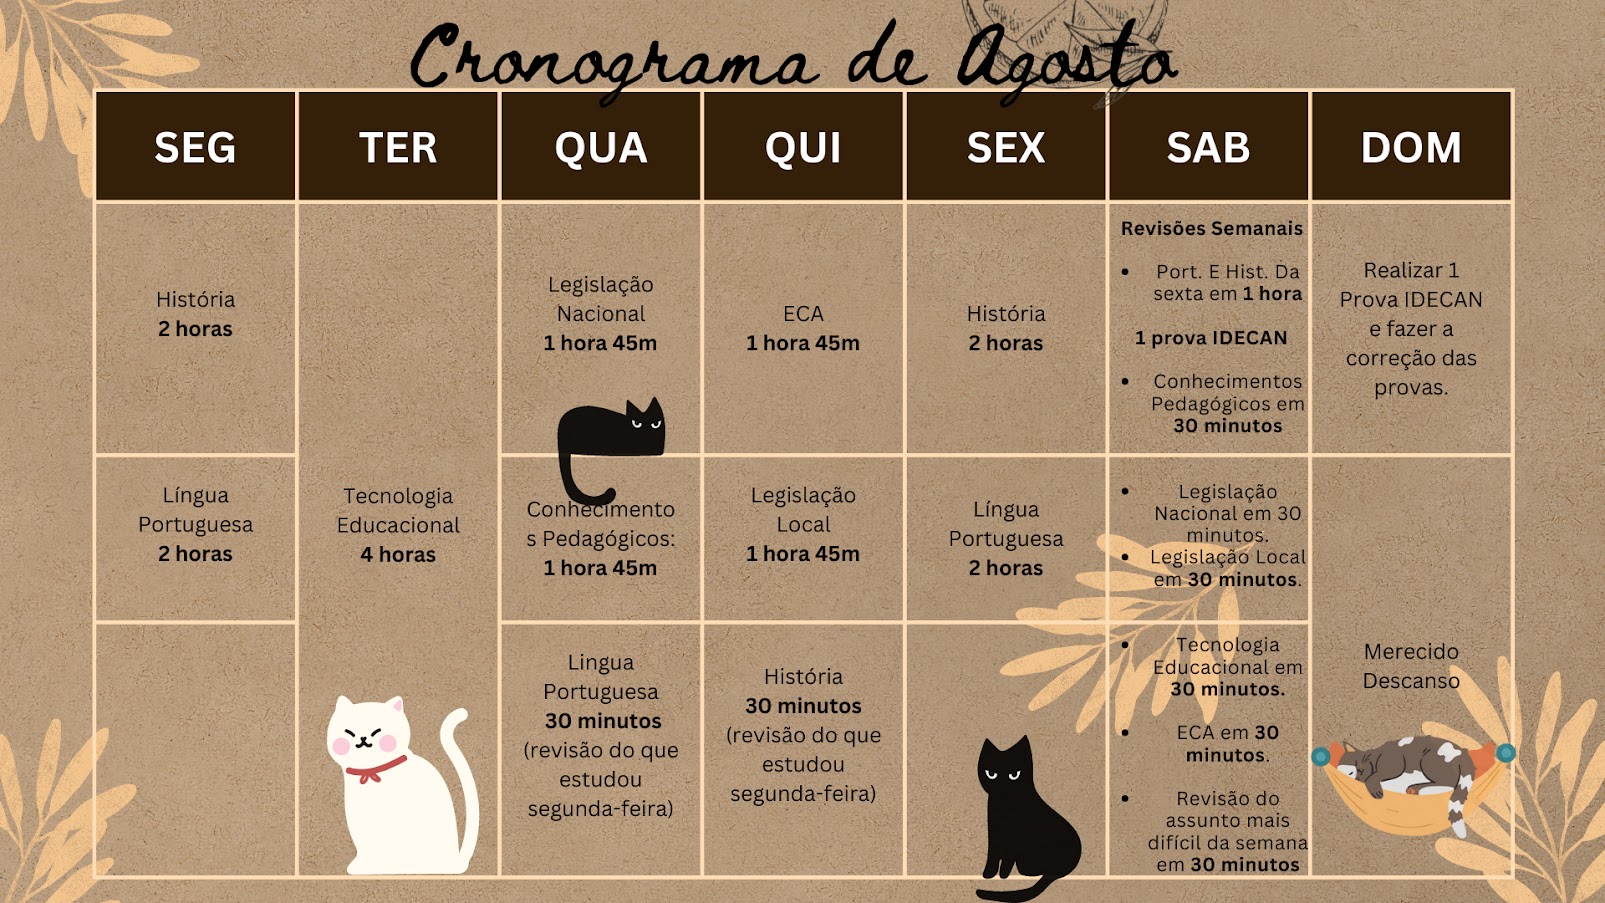 Cronograma de Agosto
SEG
TER
QUA
QUI
SEX
SAB
DOM
História
2 horas
Legislação
Nacional
1 hora 45m
ECA
1 hora 45m
História
2 horas
Revisões Semanais
• Port. E Hist. Da
sexta em 1 hora
1 prova IDECAN
• Conhecimentos
Pedagógicos em
30 minutos
Realizar 1
Prova IDECAN
e fazer a
correção das
provas.
Língua
Portuguesa
2 horas
Tecnologia
Educacional
4 horas
Conhecimento
s Pedagógicos:
1 hora 45m
Legislação
Local
1 hora 45m
Língua
Portuguesa
2 horas
• Legislação
Nacional em 30
minutos.
• Legislação Local
em 30 minutos.
Lingua
Portuguesa
30 minutos
(revisão do que
estudou
segunda-feira)
História
30 minutos
(revisão do que
estudou
segunda-feira)
• Tecnologia
Educacional em
30 minutos.
• ECA em 30
minutos.
• Revisão do
assunto mais
difícil da semana
em 30 minutos
Merecido
Descanso